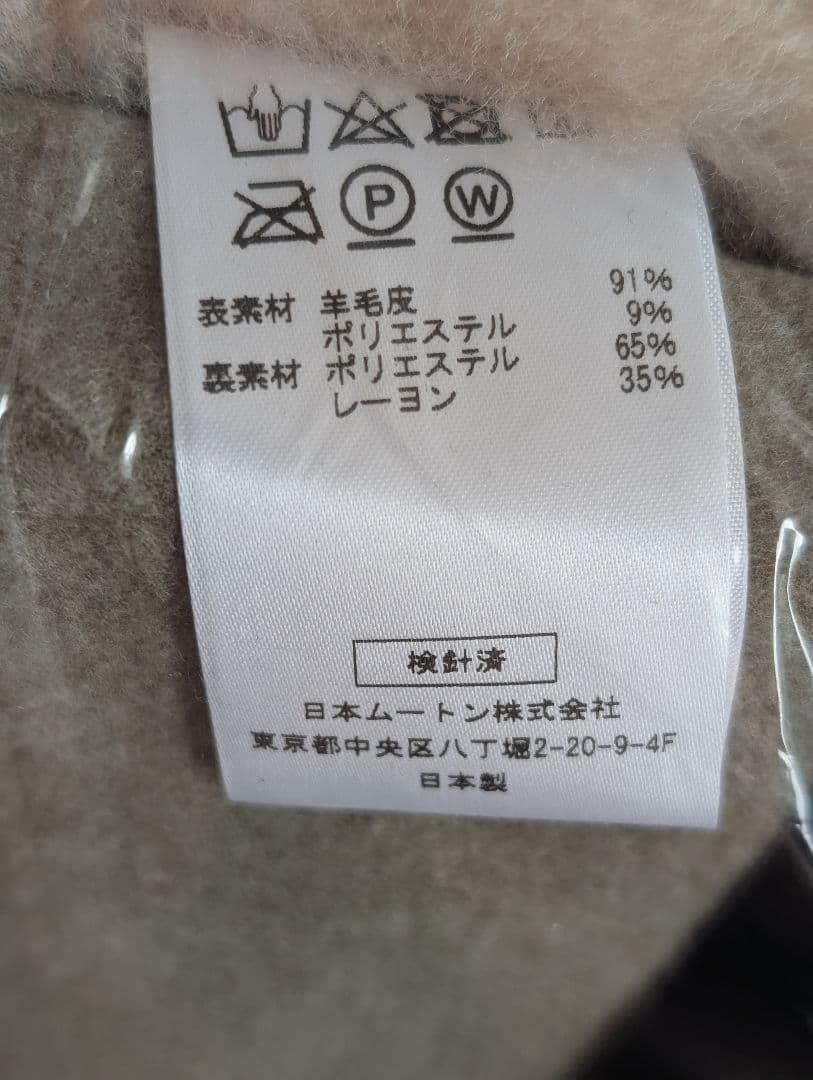 P W
表素材 羊毛皮 91%
ポリエステル 9%
裏素材 ポリエステル 65%
レーヨン 35%
検針済
日本ムートン株式会社
東京都中央区八丁堀2-20-9-4F
日本製